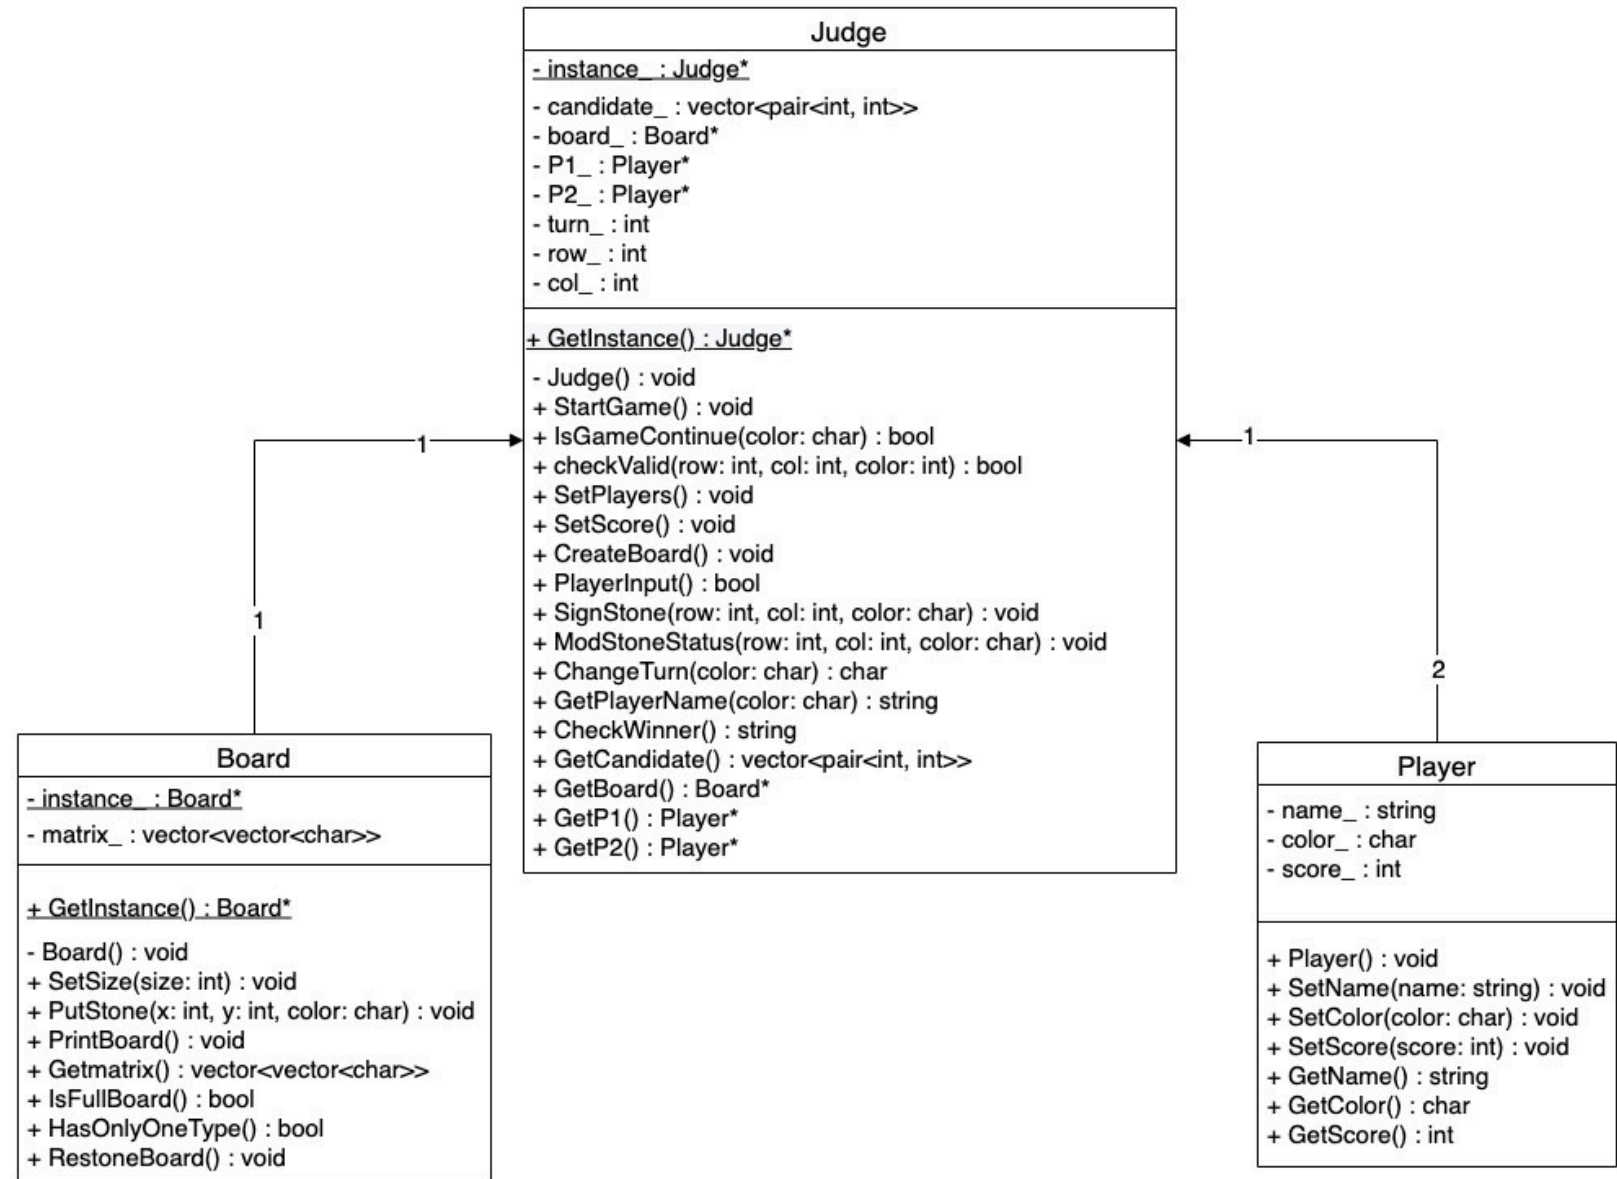 Judge
- instance_ : Judge*
- candidate_ : vector<pair<int, int>>
- board_ : Board*
- P1_ : Player*
- P2_ : Player*
- turn_ : int
- row_ : int
- col_ : int
+ GetInstance() : Judge*
- Judge() : void
+ StartGame() : void
+ IsGameContinue(color: char) : bool
+ checkValid(row: int, col: int, color: int) : bool
+ SetPlayers() : void
+ SetScore() : void
+ CreateBoard() : void
+ PlayerInput() : bool
+ SignStone(row: int, col: int, color: char) : void
+ ModStoneStatus(row: int, col: int, color: char) : void
+ ChangeTurn(color: char) : char
+ GetPlayerName(color: char) : string
+ CheckWinner() : string
+ GetCandidate() : vector<pair<int, int>>
+ GetBoard() : Board*
+ GetP1() : Player*
+ GetP2() : Player*
1
1
1
2
Board
- instance_ : Board*
- matrix_ : vector<vector<char>>
+ GetInstance() : Board*
- Board() : void
+ SetSize(size: int) : void
+ PutStone(x: int, y: int, color: char) : void
+ PrintBoard() : void
+ Getmatrix() : vector<vector<char>>
+ IsFullBoard() : bool
+ HasOnlyOneType() : bool
+ RestoneBoard() : void
Player
- name_ : string
- color_ : char
- score_ : int
+ Player() : void
+ SetName(name: string) : void
+ SetColor(color: char) : void
+ SetScore(score: int) : void
+ GetName() : string
+ GetColor() : char
+ GetScore() : int